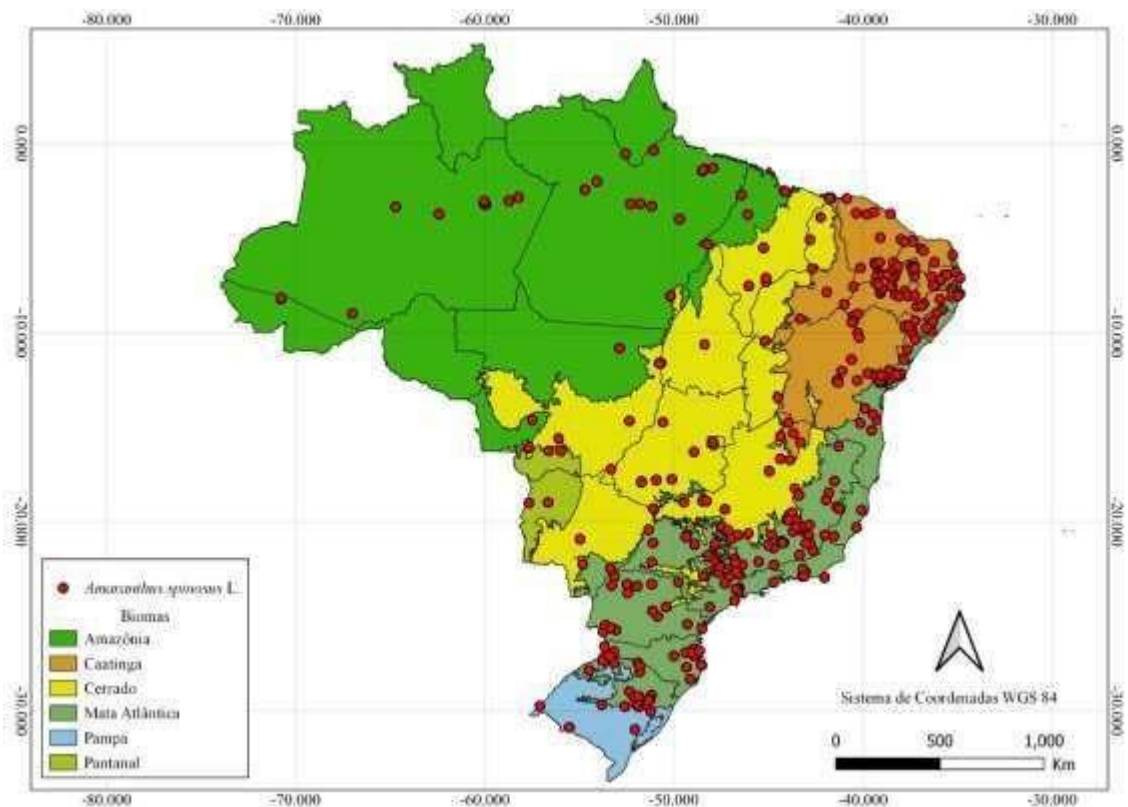 -80.000 -70.000 -60.000 -50.000 -40.000 -30.000
0.000 0.000
-10.000 -10.000
-20.000 -20.000
-30.000 -30.000
Amaranthus spinosus L.
Biomas
Amazônia
Caatinga
Cerrado
Mata Atlântica
Pampa
Pantanal
Sistema de Coordenadas WGS 84
0 500 1,000
Km
-80.000 -70.000 -60.000 -50.000 -40.000 -30.000